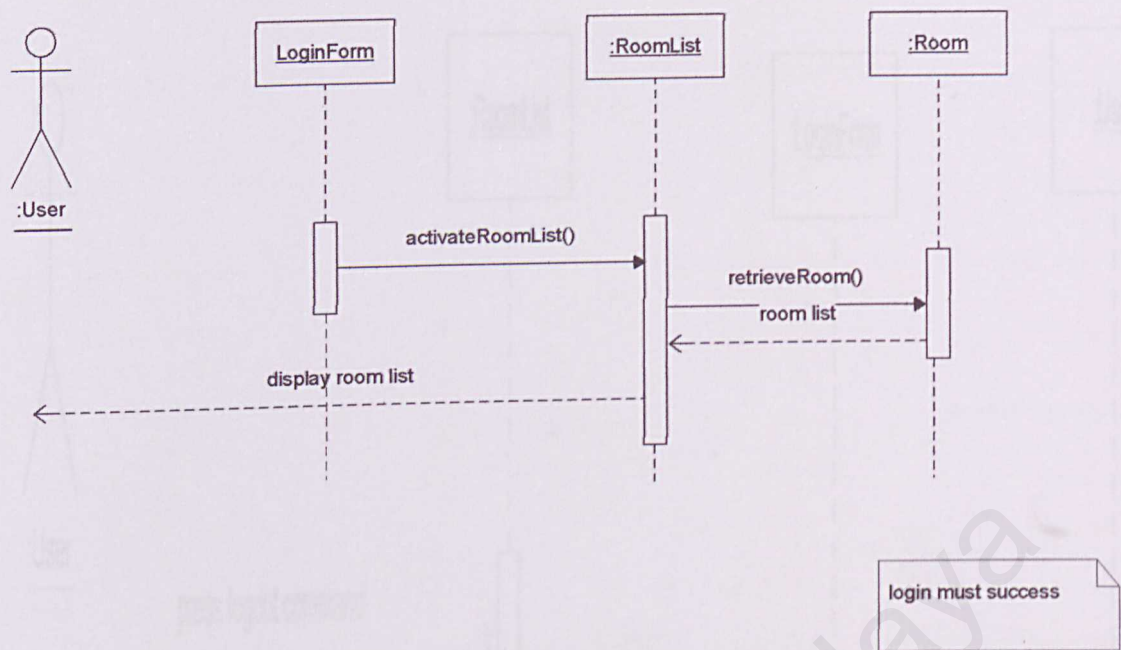 LoginForm
:RoomList
:Room
:User
activateRoomList()
retrieveRoom()
room list
display room list
login must success